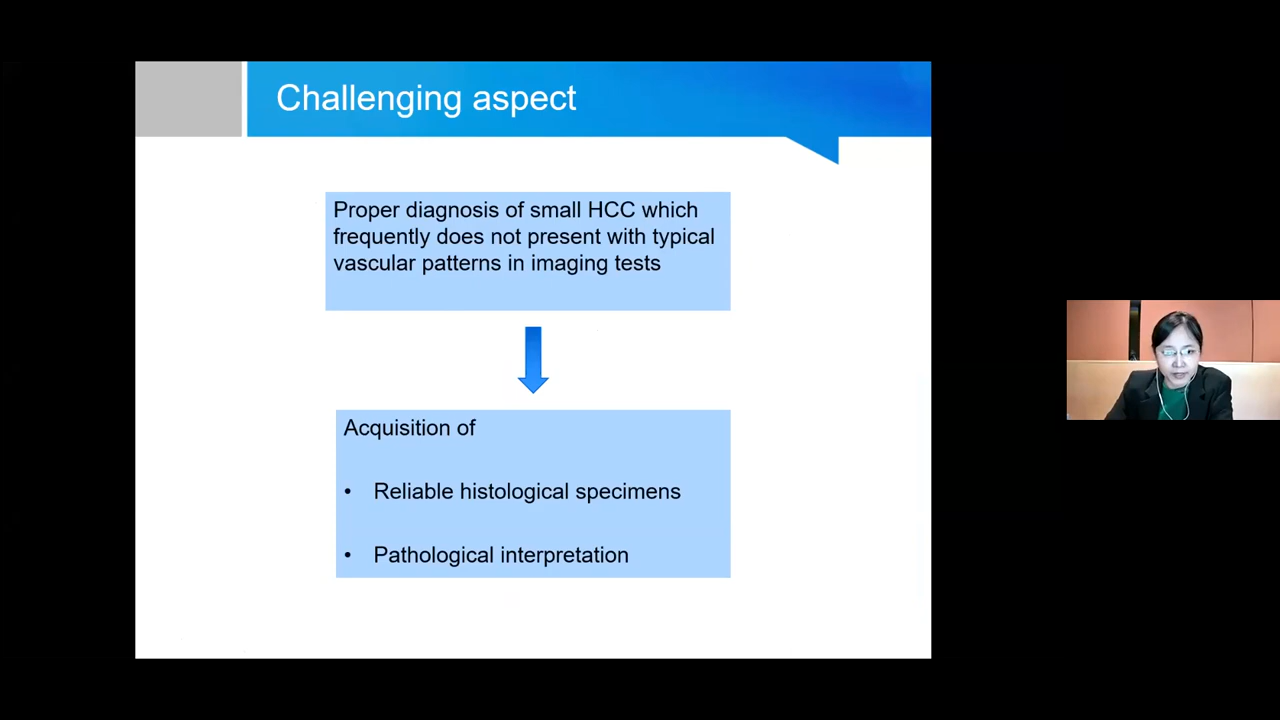 Challenging aspect
Proper diagnosis of small HCC which
frequently does not present with typical
vascular patterns in imaging tests
Acquisition of
• Reliable histological specimens
• Pathological interpretation